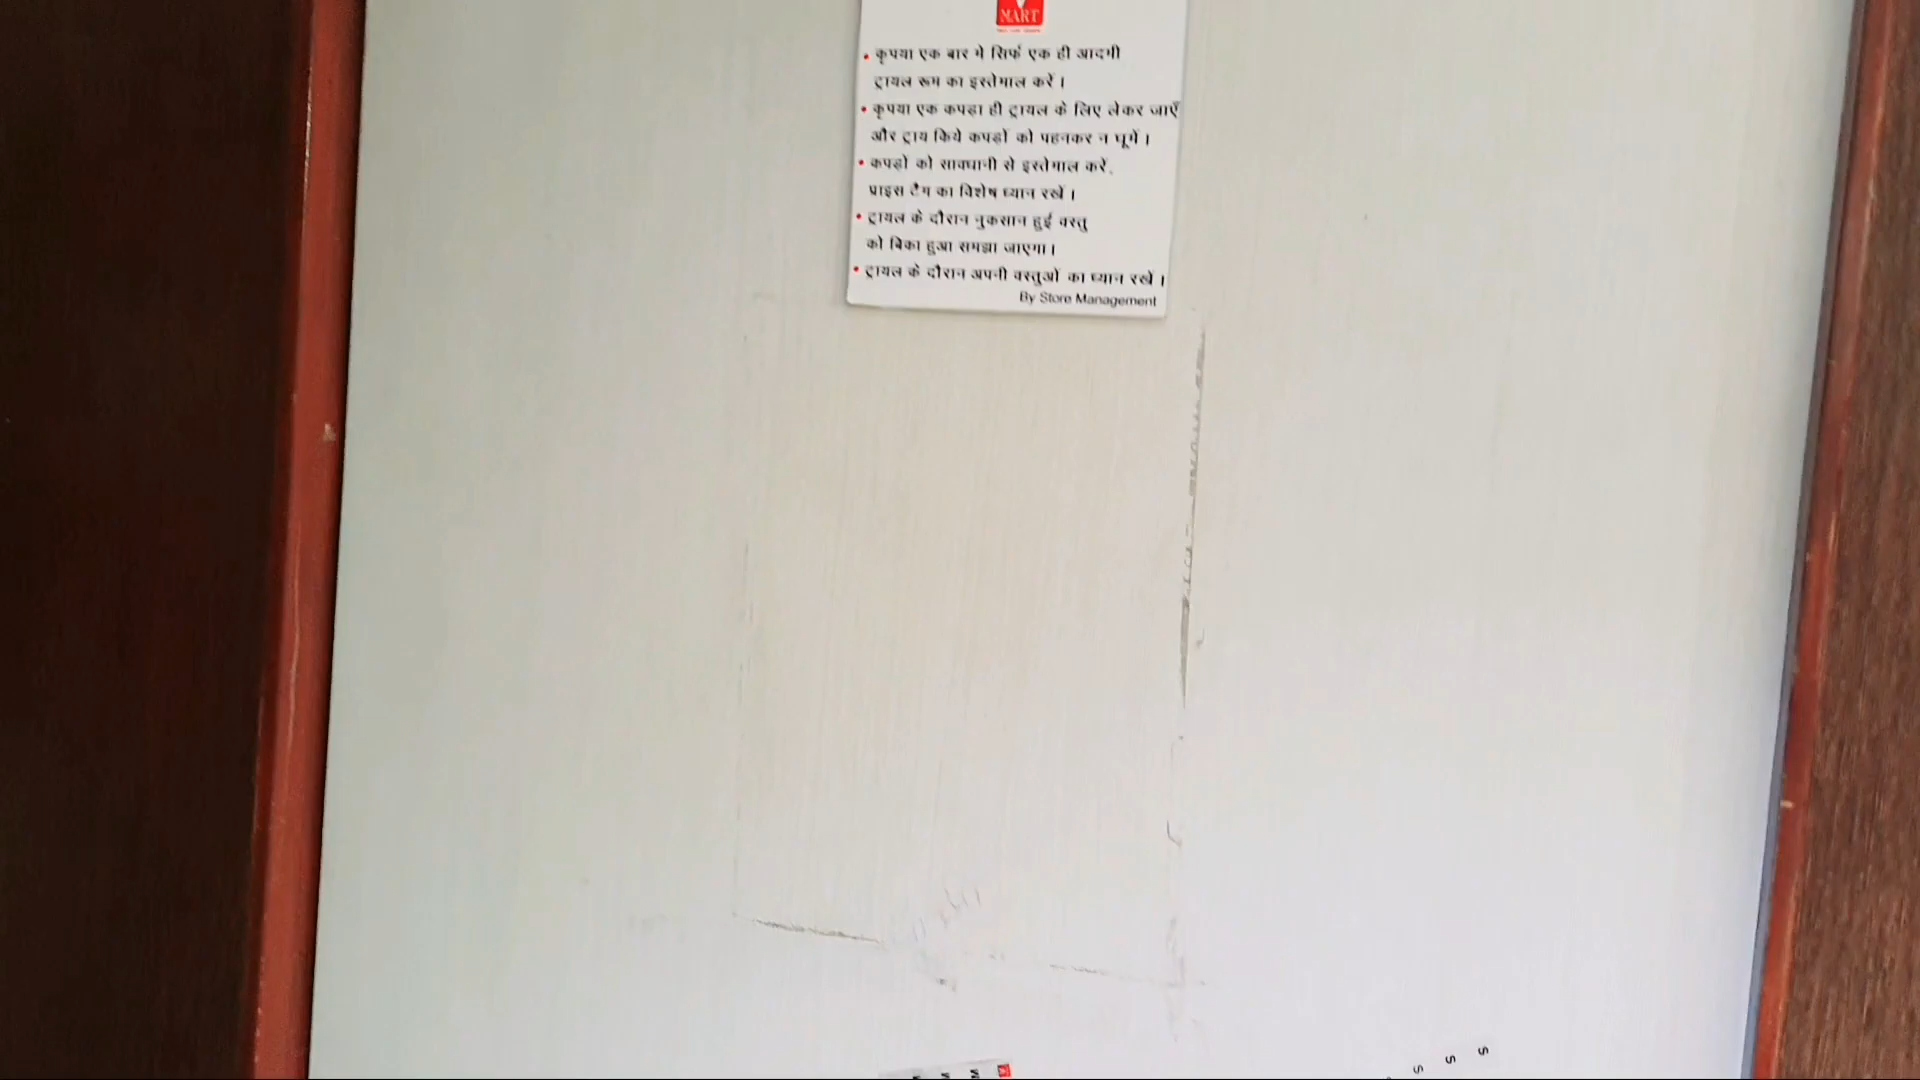 MART
• कृपया एक बार मे सिर्फ एक ही आदमी
ट्रायल रूम का इस्तेमाल करें।
• कृपया एक कपड़ा ही ट्रायल के लिए लेकर जाएँ
और ट्राय किये कपड़ों को पहनकर न घूमें।
• कपड़ो को सावधानी से इस्तेमाल करें,
प्राइस टैग का विशेष ध्यान रखें।
• ट्रायल के दौरान नुकसान हुई वस्तु
को बिका हुआ समझा जाएगा।
• ट्रायल के दौरान अपनी वस्तुओं का ध्यान रखें।
By Store Management